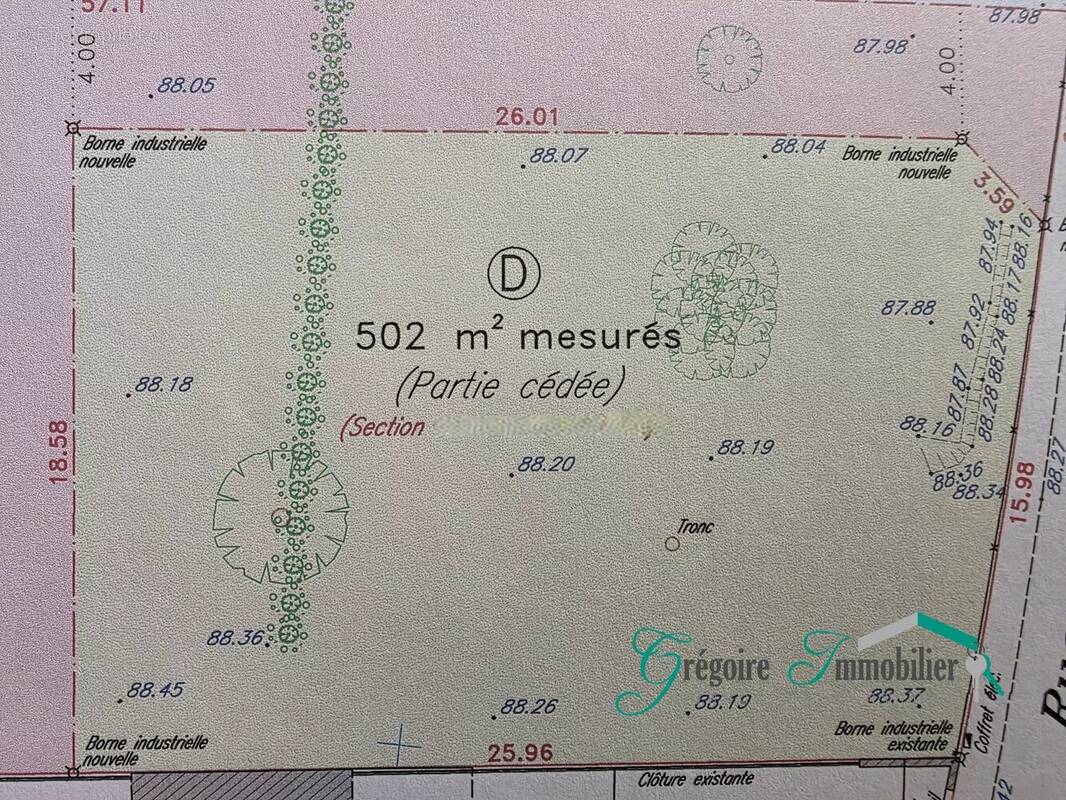 57.11
87.98
4.00
87.98
4.00
88.05
26.01
Borne industrielle
nouvelle
88.07
88.04
Borne industrielle
nouvelle
3.59
D
87.94
88.16
502 m² mesurés
87.88
87.92
88.17
(Partie cédée)
88.18
88.24
(Section
87.87
88.28
88.16
18.58
88.20
88.19
88.36
88.34
15.98
88.27
Tronc
88.36
Grégoire Immobilier
88.45
88.26
88.19
88.37
Borne industrielle
nouvelle
25.96
Borne industrielle
existante
Coffret élec.
Clôture existante